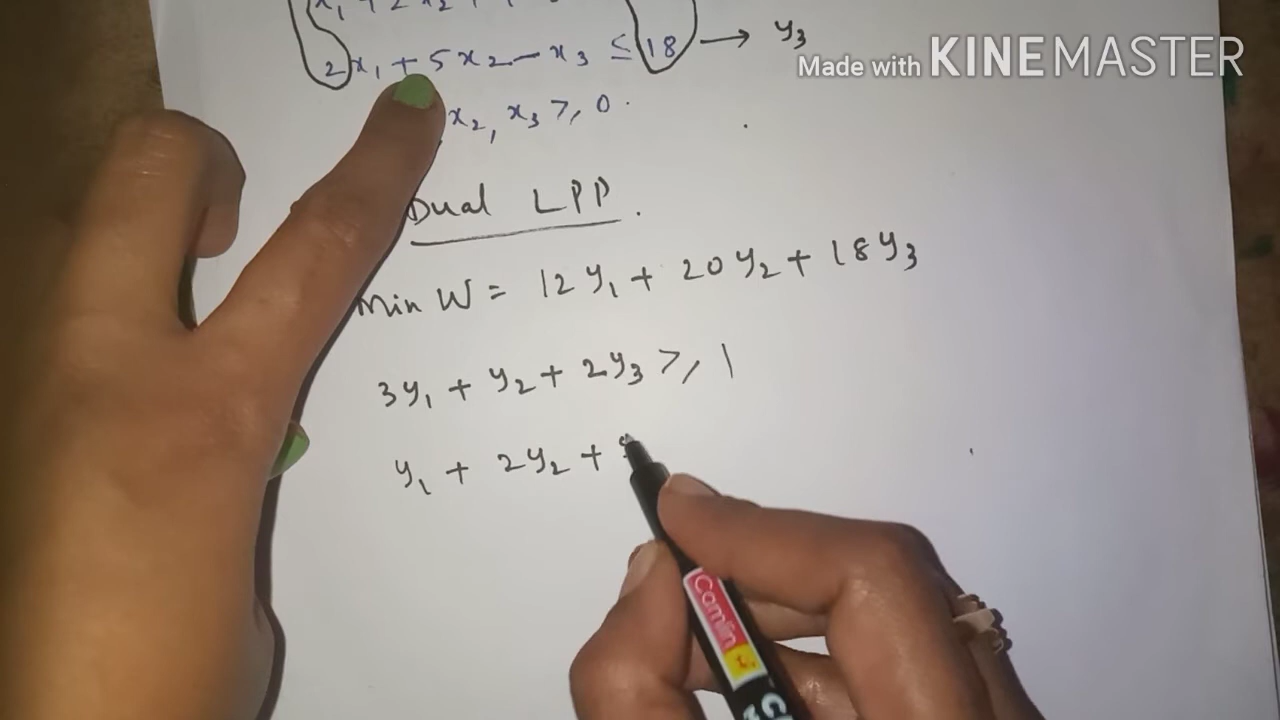 2x₁ + 5x₂ - x₃ ≤ 18 → y₃
Made with KINEMASTER
x₂, x₃ ≥ 0.
Dual LPP.
Min W = 12y₁ + 20y₂ + 18y₃
3y₁ + y₂ + 2y₃ ≥ 1
y₁ + 2y₂ +
Camlin